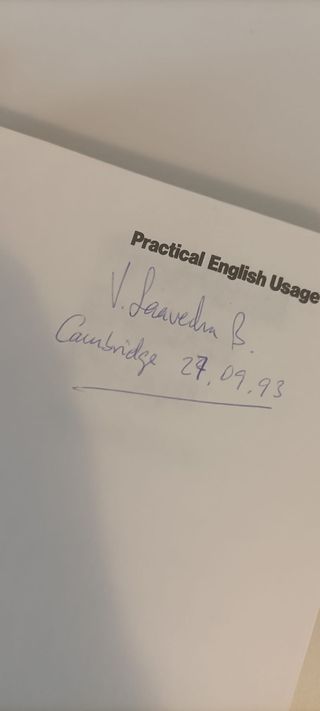 Practical English Usage
V. Saavedra B.
Cambridge 27.09.93